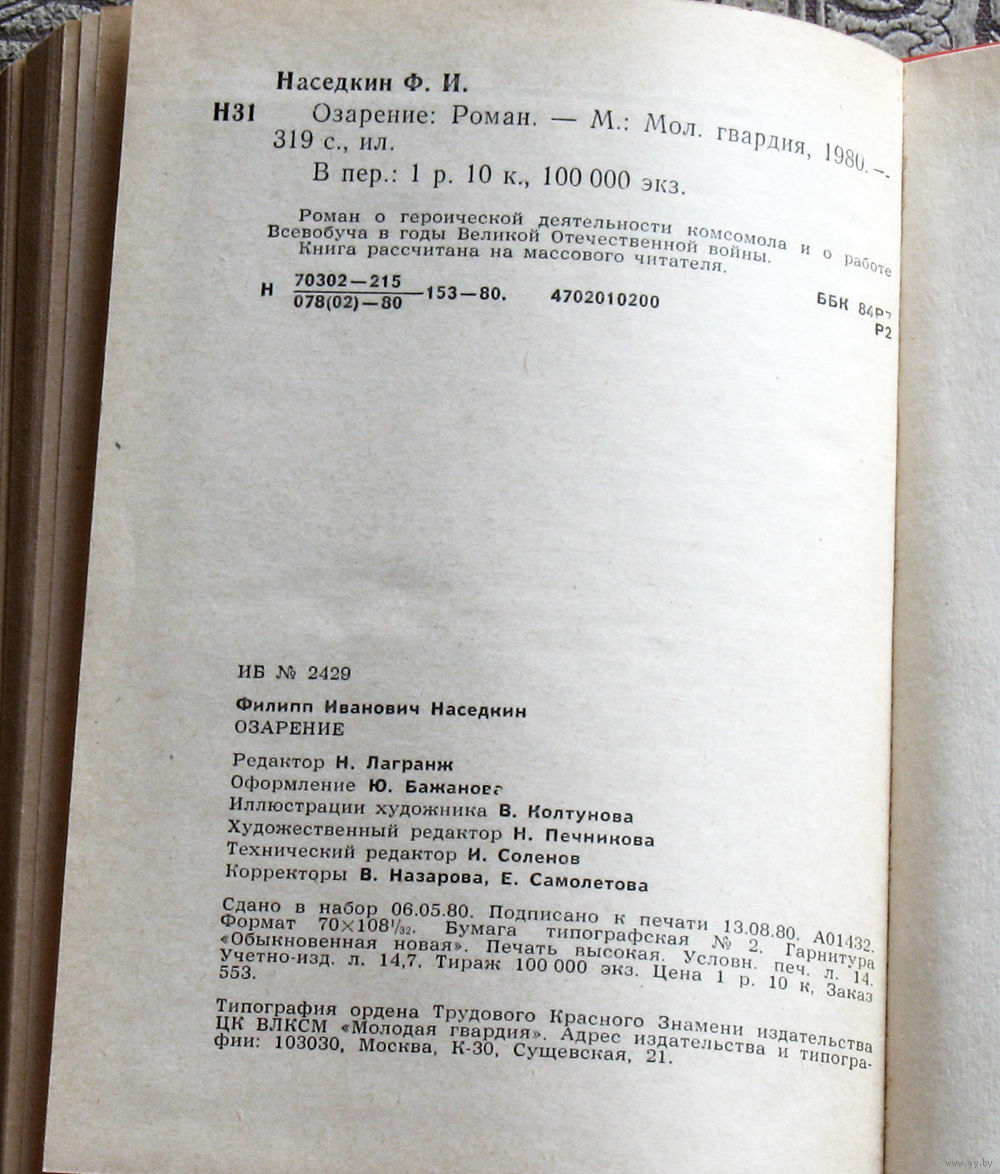 Наседкин Ф. И.
Н31 Озарение: Роман. — М.: Мол. гвардия, 1980.—
319 с., ил.
В пер.: 1 р. 10 к., 100 000 экз.
Роман о героической деятельности комсомола и о работе
Всевобуча в годы Великой Отечественной войны.
Книга рассчитана на массового читателя.
Н 70302—215
078(02)—80 —153—80. 4702010200 ББК 84Р7
Р2
ИБ № 2429
Филипп Иванович Наседкин
ОЗАРЕНИЕ
Редактор Н. Лагранж
Оформление Ю. Бажанова
Иллюстрации художника В. Колтунова
Художественный редактор Н. Печникова
Технический редактор И. Соленов
Корректоры В. Назарова, Е. Самолетова
Сдано в набор 06.05.80. Подписано к печати 13.08.80. А01432.
Формат 70×108¹/₃₂. Бумага типографская № 2. Гарнитура
«Обыкновенная новая». Печать высокая. Условн. печ. л. 14.
Учетно-изд. л. 14,7. Тираж 100 000 экз. Цена 1 р. 10 к. Заказ
553.
Типография ордена Трудового Красного Знамени издательства
ЦК ВЛКСМ «Молодая гвардия». Адрес издательства и типогра-
фии: 103030, Москва, К-30, Сущевская, 21.
www.ay.by